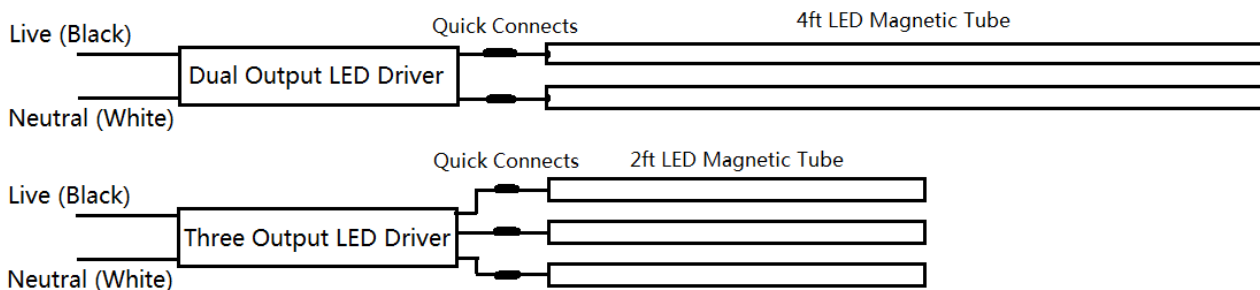 4ft LED Magnetic Tube
Quick Connects
Live (Black)
Dual Output LED Driver
Neutral (White)
Quick Connects
2ft LED Magnetic Tube
Live (Black)
Three Output LED Driver
Neutral (White)